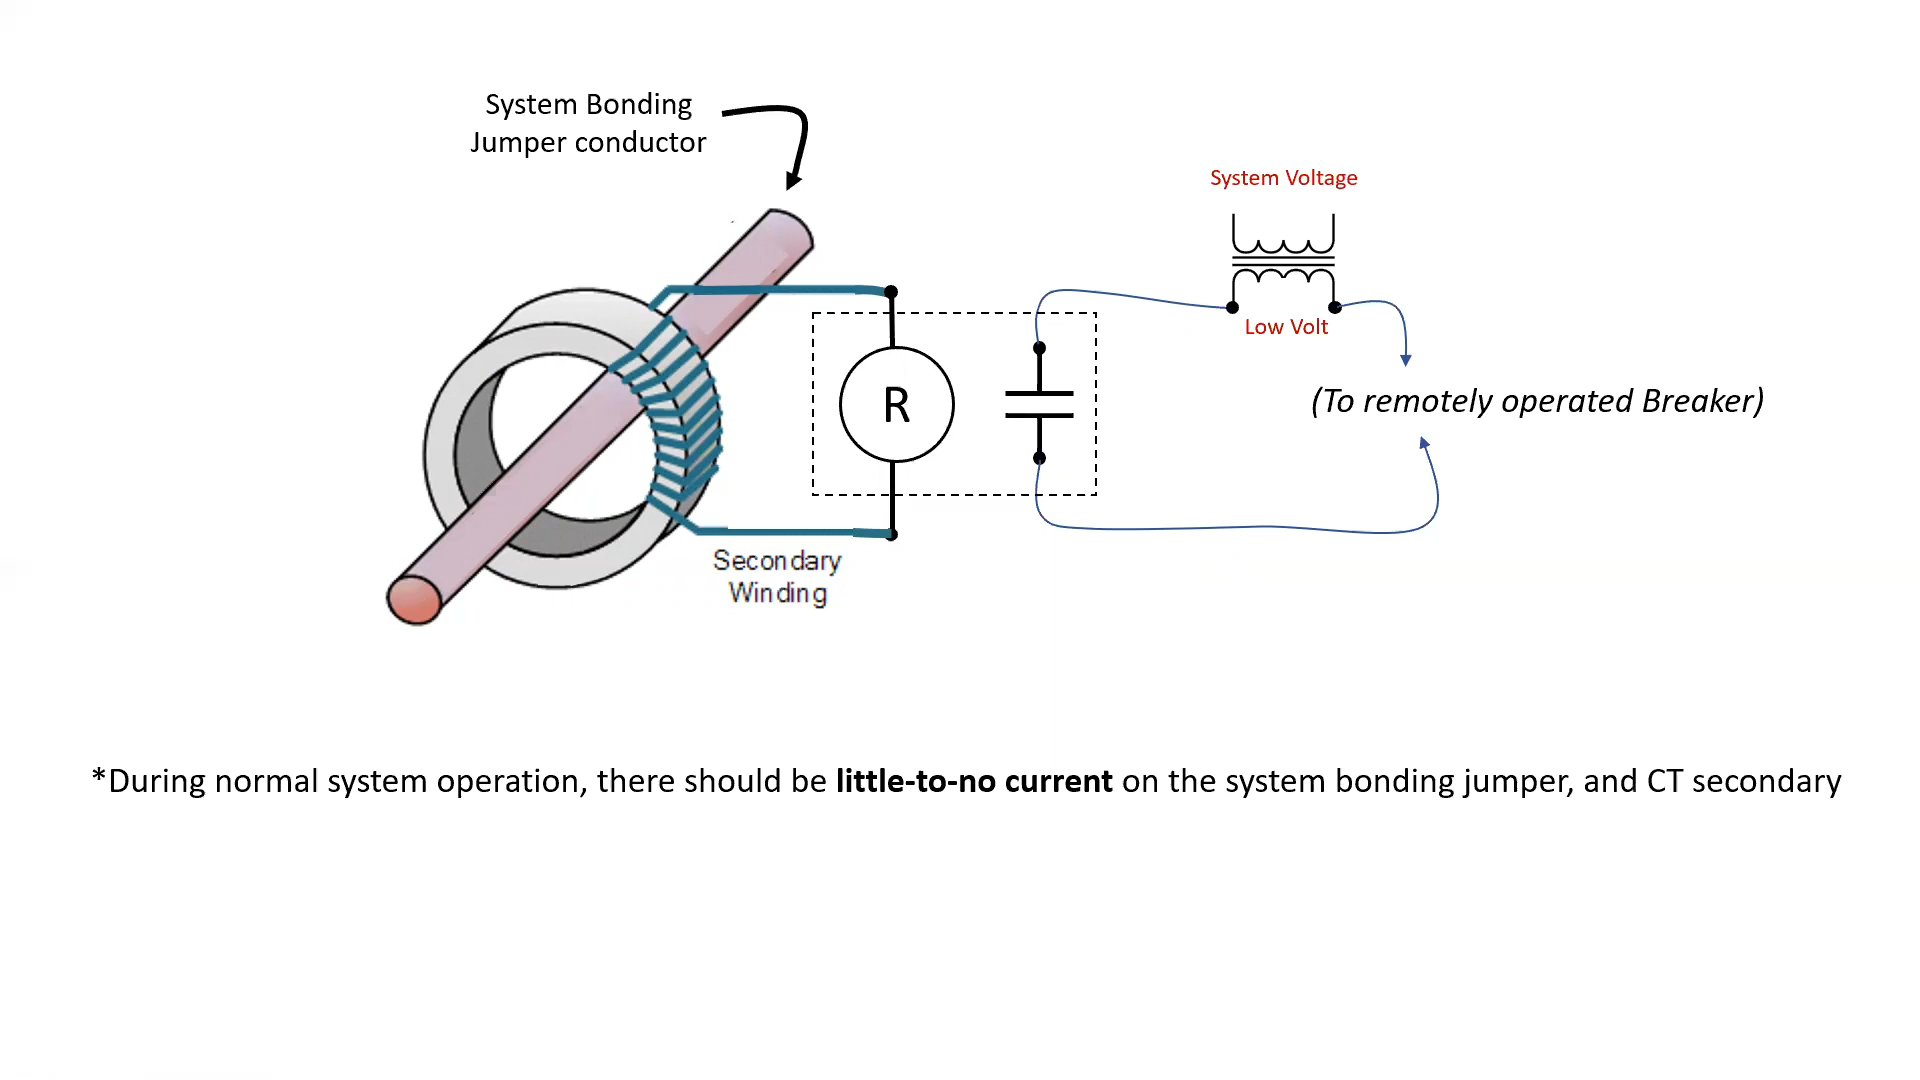 System Bonding
Jumper conductor
System Voltage
Low Volt
R
(To remotely operated Breaker)
Secondary
Winding
*During normal system operation, there should be little-to-no current on the system bonding jumper, and CT secondary